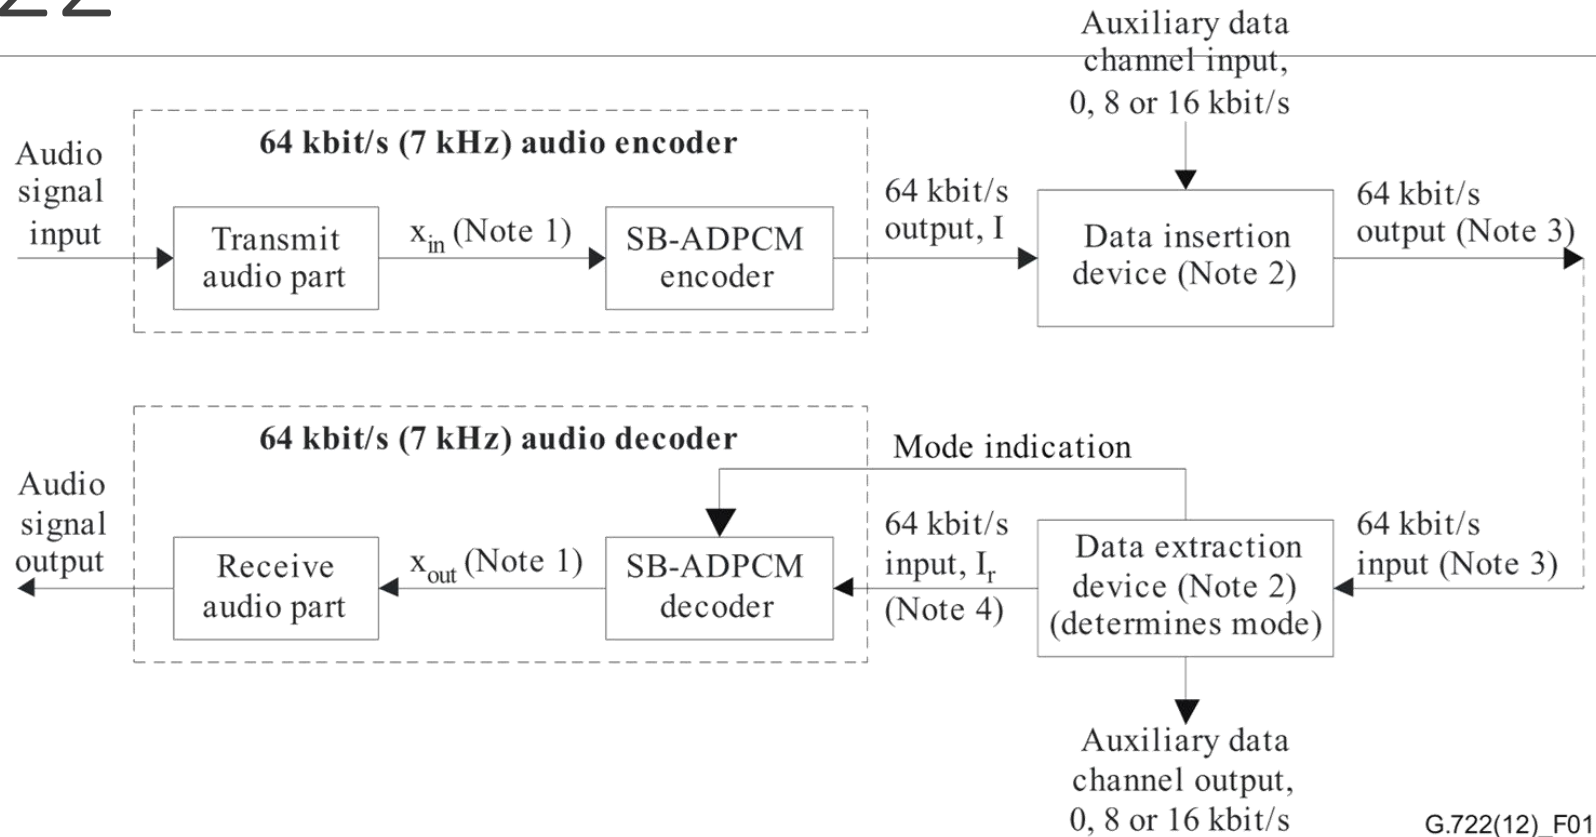 22
Auxiliary data
channel input,
0, 8 or 16 kbit/s
64 kbit/s (7 kHz) audio encoder
Audio
signal
input
Transmit
audio part
xin (Note 1)
SB-ADPCM
encoder
64 kbit/s
output, I
Data insertion
device (Note 2)
64 kbit/s
output (Note 3)
64 kbit/s (7 kHz) audio decoder
Mode indication
Audio
signal
output
Receive
audio part
xout (Note 1)
SB-ADPCM
decoder
64 kbit/s
input, Ir
(Note 4)
Data extraction
device (Note 2)
(determines mode)
64 kbit/s
input (Note 3)
Auxiliary data
channel output,
0, 8 or 16 kbit/s
G.722(12)_F01